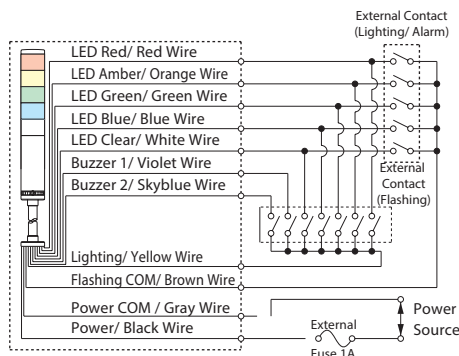 External Contact
(Lighting/ Alarm)
LED Red/ Red Wire
LED Amber/ Orange Wire
LED Green/ Green Wire
LED Blue/ Blue Wire
LED Clear/ White Wire
Buzzer 1/ Violet Wire
Buzzer 2/ Skyblue Wire
External
Contact
(Flashing)
Lighting/ Yellow Wire
Flashing COM/ Brown Wire
Power COM / Gray Wire
Power/ Black Wire
External
Fuse 1A
Power
Source